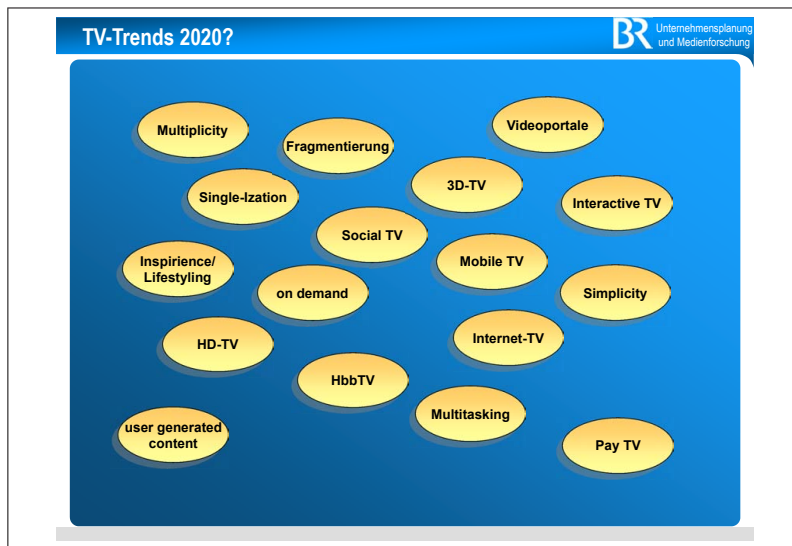 TV-Trends 2020?
BR
Unternehmensplanung
und Medienforschung
Multiplicity
Fragmentierung
Videoportale
Single-Ization
3D-TV
Interactive TV
Social TV
Inspirience/
Lifestyling
Mobile TV
on demand
Simplicity
HD-TV
Internet-TV
HbbTV
Multitasking
user generated
content
Pay TV